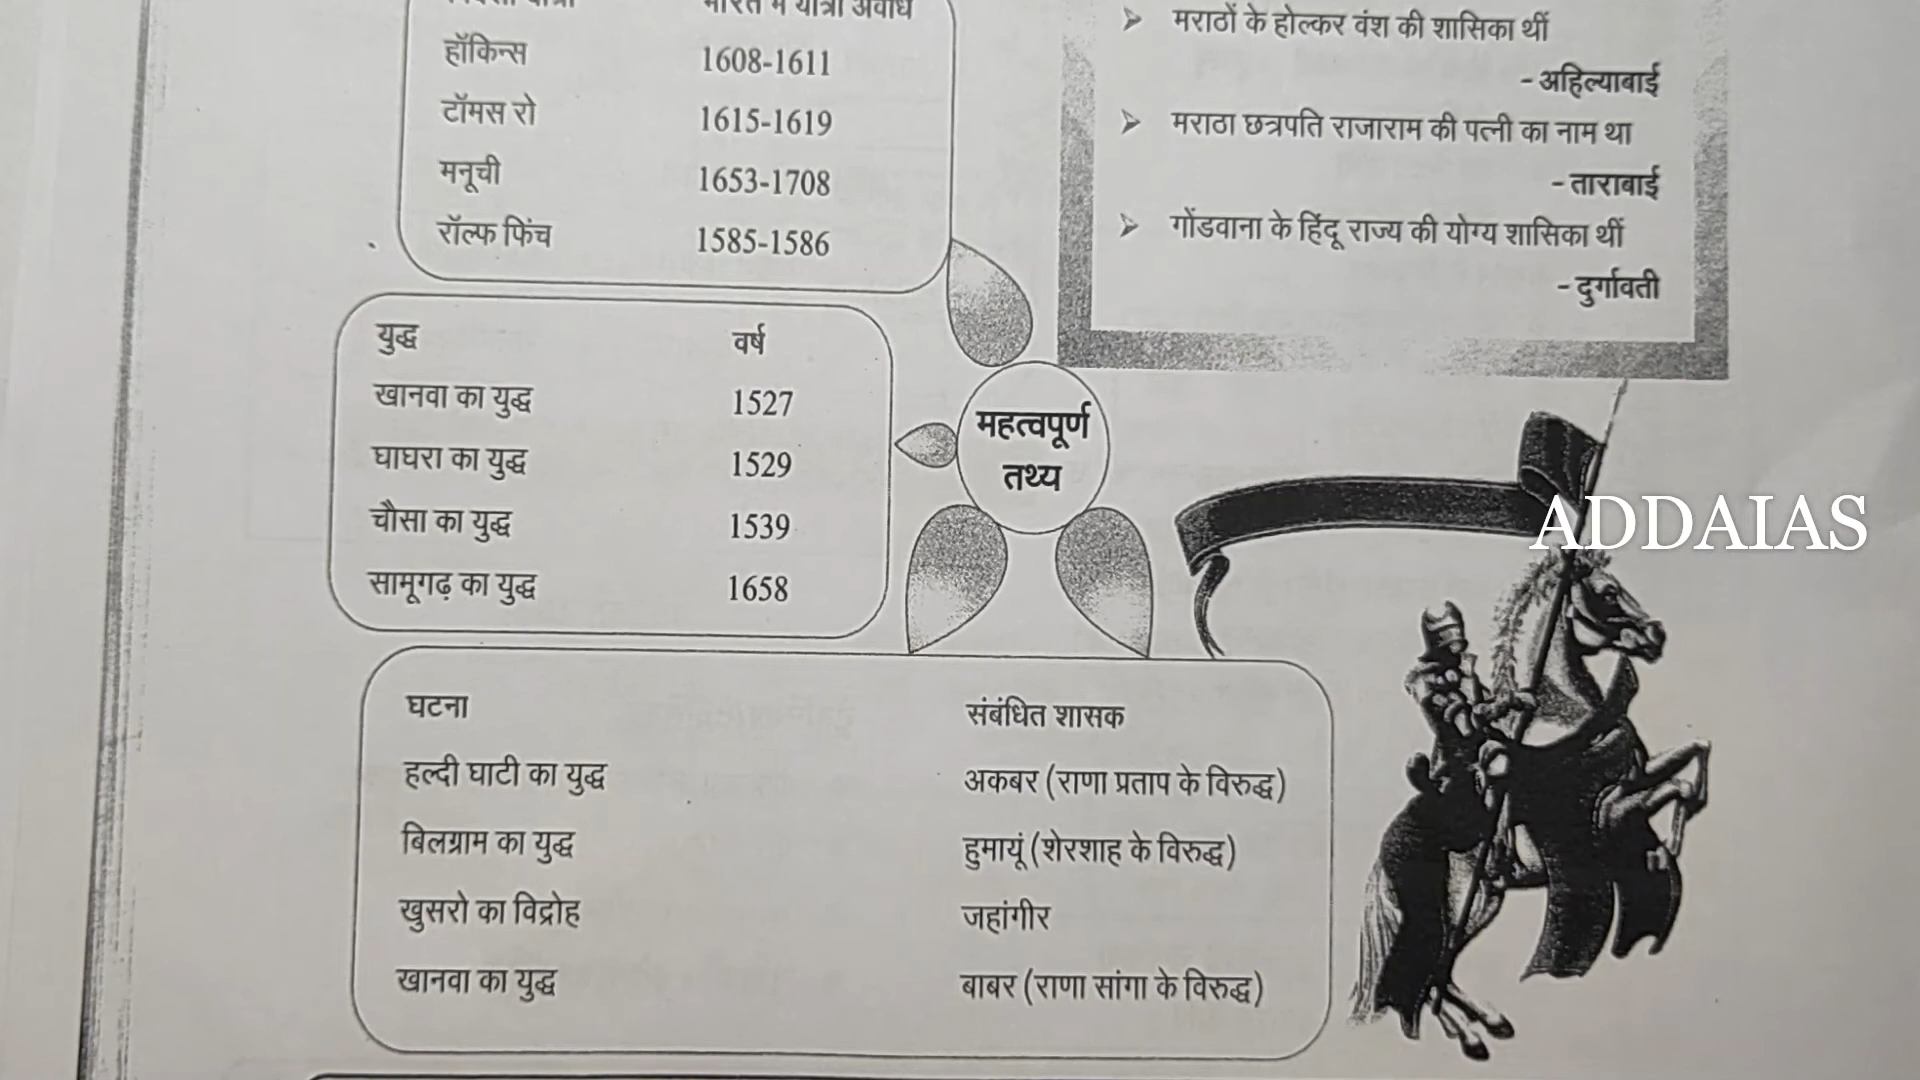 भारत में यात्रा अवधि
हॉकिन्स 1608-1611
टॉमस रो 1615-1619
मनूची 1653-1708
रॉल्फ फिंच 1585-1586
➢ मराठों के होल्कर वंश की शासिका थीं
- अहिल्याबाई
➢ मराठा छत्रपति राजाराम की पत्नी का नाम था
- ताराबाई
➢ गोंडवाना के हिंदू राज्य की योग्य शासिका थीं
- दुर्गावती
युद्ध वर्ष
खानवा का युद्ध 1527
घाघरा का युद्ध 1529
चौसा का युद्ध 1539
सामूगढ़ का युद्ध 1658
महत्वपूर्ण
तथ्य
ADDAIAS
घटना संबंधित शासक
हल्दी घाटी का युद्ध अकबर (राणा प्रताप के विरुद्ध)
बिलग्राम का युद्ध हुमायूं (शेरशाह के विरुद्ध)
खुसरो का विद्रोह जहांगीर
खानवा का युद्ध बाबर (राणा सांगा के विरुद्ध)